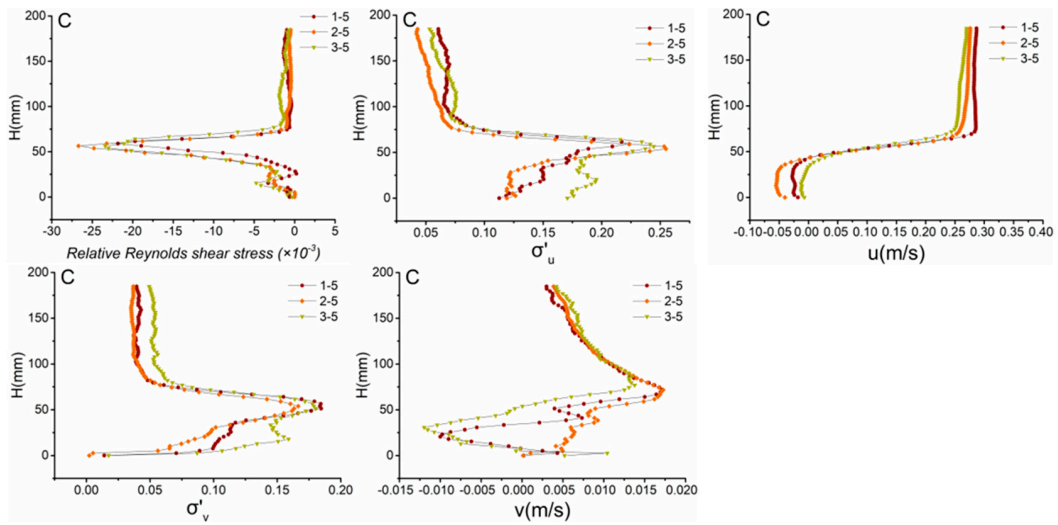 C
1-5
2-5
3-5
H(mm)
200
150
100
50
0
-30 -25 -20 -15 -10 -5 0 5
Relative Reynolds shear stress (×10-3)
C
1-5
2-5
3-5
H(mm)
200
150
100
50
0
0.05 0.10 0.15 0.20 0.25
σ'u
C
1-5
2-5
3-5
H(mm)
200
150
100
50
0
-0.10 -0.05 0.00 0.05 0.10 0.15 0.20 0.25 0.30 0.35 0.40
u(m/s)
C
1-5
2-5
3-5
H(mm)
200
150
100
50
0
0.00 0.05 0.10 0.15 0.20
σ'v
C
1-5
2-5
3-5
H(mm)
200
150
100
50
0
-0.015 -0.010 -0.005 0.000 0.005 0.010 0.015 0.020
v(m/s)